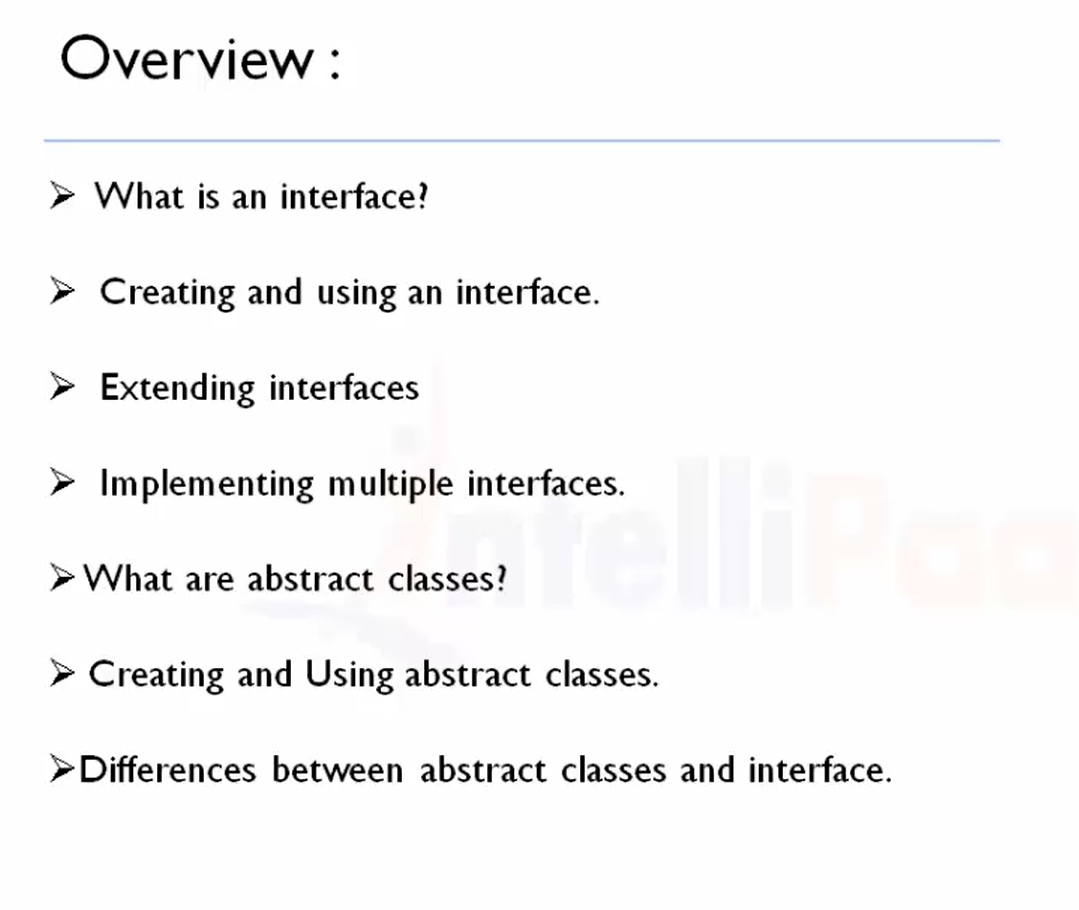 Overview :
➤ What is an interface?
➤ Creating and using an interface.
➤ Extending interfaces
➤ Implementing multiple interfaces.
➤What are abstract classes?
➤ Creating and Using abstract classes.
➤Differences between abstract classes and interface.
intelliPaa